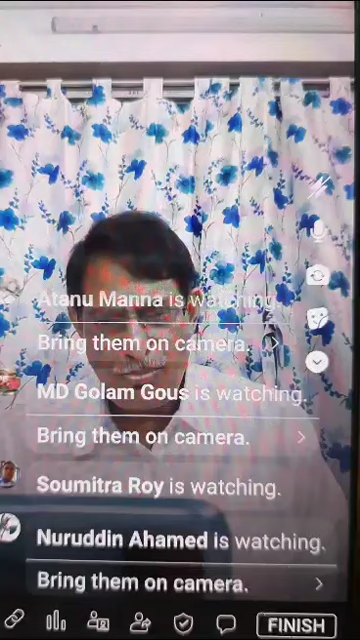 Atanu Manna is watching.
Bring them on camera.
MD Golam Gous is watching.
Bring them on camera.
Soumitra Roy is watching.
Nuruddin Ahamed is watching.
Bring them on camera.
FINISH